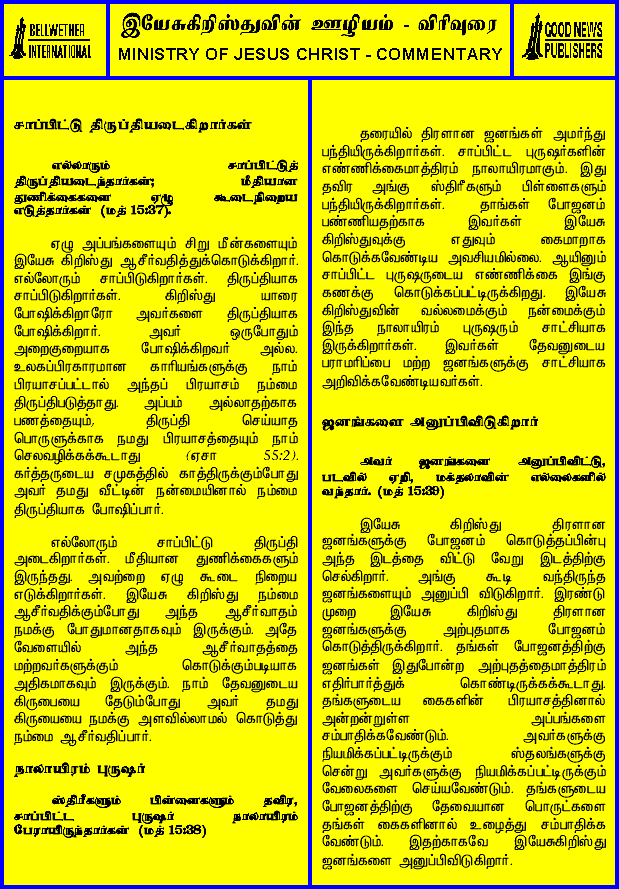 BELLWETHER
INTERNATIONAL
இயேசுகிறிஸ்துவின் ஊழியம் - விரிவுரை
MINISTRY OF JESUS CHRIST - COMMENTARY
GOOD NEWS
PUBLISHERS
சாப்பிட்டு திருப்தியடைகிறார்கள்
எல்லாரும் சாப்பிட்டுத்
திருப்தியடைந்தார்கள்; மீதியான
துணிக்கைகளை ஏழு கூடைநிறைய
எடுத்தார்கள் (மத் 15:37).
ஏழு அப்பங்களையும் சிறு மீன்களையும்
இயேசு கிறிஸ்து ஆசீர்வதித்துக்கொடுக்கிறார்.
எல்லோரும் சாப்பிடுகிறார்கள். திருப்தியாக
சாப்பிடுகிறார்கள். கிறிஸ்து யாரை
போஷிக்கிறாரோ அவர்களை திருப்தியாக
போஷிக்கிறார். அவர் ஒருபோதும்
அறைகுறையாக போஷிக்கிறவர் அல்ல.
உலகப்பிரகாரமான காரியங்களுக்கு நாம்
பிரயாசப்பட்டால் அந்தப் பிரயாசம் நம்மை
திருப்திபடுத்தாது. அப்பம் அல்லாதற்காக
பணத்தையும், திருப்தி செய்யாத
பொருளுக்காக நமது பிரயாசத்தையும் நாம்
செலவழிக்கக்கூடாது (ஏசா 55:2).
கர்த்தருடைய சமுகத்தில் காத்திருக்கும்போது
அவர் தமது வீட்டின் நன்மையினால் நம்மை
திருப்தியாக போஷிப்பார்.
எல்லோரும் சாப்பிட்டு திருப்தி
அடைகிறார்கள். மீதியான துணிக்கைகளும்
இருந்தது. அவற்றை ஏழு கூடை நிறைய
எடுக்கிறார்கள். இயேசு கிறிஸ்து நம்மை
ஆசீர்வதிக்கும்போது அந்த ஆசீர்வாதம்
நமக்கு போதுமானதாகவும் இருக்கும். அதே
வேளையில் அந்த ஆசீர்வாதத்தை
மற்றவர்களுக்கும் கொடுக்கும்படியாக
அதிகமாகவும் இருக்கும். நாம் தேவனுடைய
கிருபையை தேடும்போது அவர் தமது
கிருயையை நமக்கு அளவில்லாமல் கொடுத்து
நம்மை ஆசீர்வதிப்பார்.
நாலாயிரம் புருஷர்
ஸ்திரீகளும் பிள்ளைகளும் தவிர,
சாப்பிட்ட புருஷர் நாலாயிரம்
பேராயிருந்தார்கள் (மத் 15:38)
தரையில் திரளான ஜனங்கள் அமர்ந்து
பந்தியிருக்கிறார்கள். சாப்பிட்ட புருஷர்களின்
எண்ணிக்கைமாத்திரம் நாலாயிரமாகும். இது
தவிர அங்கு ஸ்திரீகளும் பிள்ளைகளும்
பந்தியிருக்கிறார்கள். தாங்கள் போஜனம்
பண்ணியதற்காக இவர்கள் இயேசு
கிறிஸ்துவுக்கு எதுவும் கைமாறாக
கொடுக்கவேண்டிய அவசியமில்லை. ஆயினும்
சாப்பிட்ட புருஷருடைய எண்ணிக்கை இங்கு
கணக்கு கொடுக்கப்பட்டிருக்கிறது. இயேசு
கிறிஸ்துவின் வல்லமைக்கும் நன்மைக்கும்
இந்த நாலாயிரம் புருஷரும் சாட்சியாக
இருக்கிறார்கள். இவர்கள் தேவனுடைய
பராமரிப்பை மற்ற ஜனங்களுக்கு சாட்சியாக
அறிவிக்கவேண்டியவர்கள்.
ஜனங்களை அனுப்பிவிடுகிறார்
அவர் ஜனங்களை அனுப்பிவிட்டு,
படவில் ஏறி, மக்தலாவின் எல்லைகளில்
வந்தார். (மத் 15:39)
இயேசு கிறிஸ்து திரளான
ஜனங்களுக்கு போஜனம் கொடுத்தப்பின்பு
அந்த இடத்தை விட்டு வேறு இடத்திற்கு
செல்கிறார். அங்கு கூடி வந்திருந்த
ஜனங்களையும் அனுப்பி விடுகிறார். இரண்டு
முறை இயேசு கிறிஸ்து திரளான
ஜனங்களுக்கு அற்புதமாக போஜனம்
கொடுத்திருக்கிறார். தங்கள் போஜனத்திற்கு
ஜனங்கள் இதுபோன்ற அற்புதத்தைமாத்திரம்
எதிர்பார்த்துக் கொண்டிருக்கக்கூடாது.
தங்களுடைய கைகளின் பிரயாசத்தினால்
அன்றன்றுள்ள அப்பங்களை
சம்பாதிக்கவேண்டும். அவர்களுக்கு
நியமிக்கப்பட்டிருக்கும் ஸ்தலங்களுக்கு
சென்று அவர்களுக்கு நியமிக்கப்பட்டிருக்கும்
வேலைகளை செய்யவேண்டும். தங்களுடைய
போஜனத்திற்கு தேவையான பொருட்களை
தங்கள் கைகளினால் உழைத்து சம்பாதிக்க
வேண்டும். இதற்காகவே இயேசுகிறிஸ்து
ஜனங்களை அனுப்பிவிடுகிறார்.